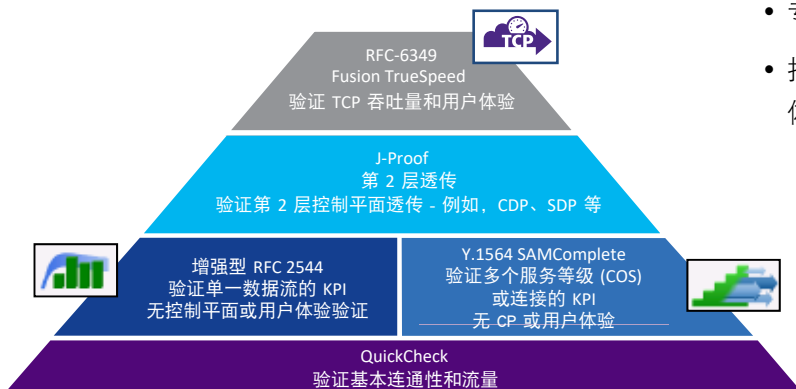 TCP
RFC-6349
Fusion TrueSpeed
验证 TCP 吞吐量和用户体验
J-Proof
第 2 层透传
验证第 2 层控制平面透传 - 例如，CDP、SDP 等
增强型 RFC 2544
验证单一数据流的 KPI
无控制平面或用户体验验证
Y.1564 SAMComplete
验证多个服务等级 (COS)
或连接的 KPI
无 CP 或用户体验
QuickCheck
验证基本连通性和流量